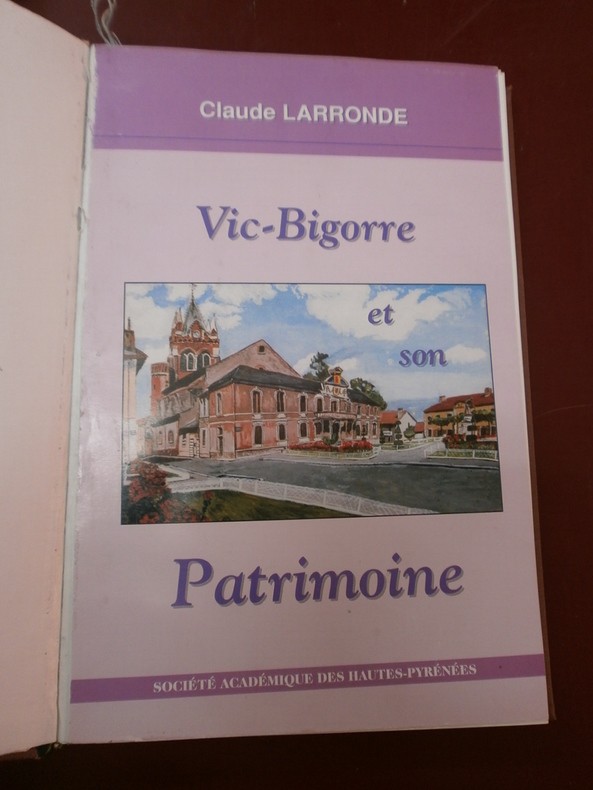 Claude LARRONDE
Vic-Bigorre
et
son
Patrimoine
SOCIÉTÉ ACADÉMIQUE DES HAUTES-PYRÉNÉES